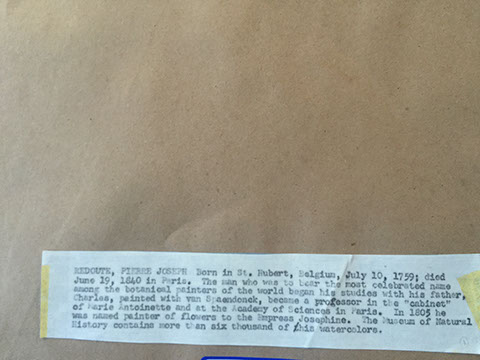 REDOUTE, PIERRE JOSEPH Born in St. Hubert, Belgium, July 10, 1759; died
June 19, 1840 in Paris. The man who was to bear the most celebrated name
among the botanical painters of the world began his studies with his father,
Charles, painted with van Spaendonck, became a professor in the "cabinet"
of Marie Antoinette and at the Academy of Sciences in Paris. In 1805 he
was named painter of flowers to the Empress Josephine. The Museum of Natural
History contains more than six thousand of his watercolors.